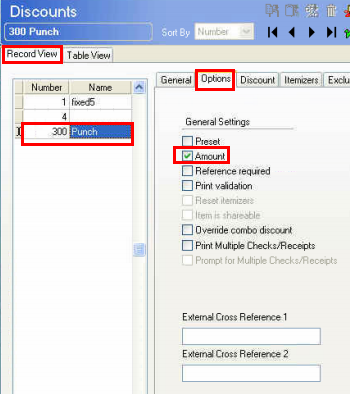 Discounts
300 Punch
Sort By Number
Record View Table View
Number Name
1 fixed5
4
300 Punch
General Options Discount Itemizers Exclu
General Settings
Preset
Amount
Reference required
Print validation
Reset itemizers
Item is shareable
Override combo discount
Print Multiple Checks/Receipts
Prompt for Multiple Checks/Receipts
External Cross Reference 1
External Cross Reference 2